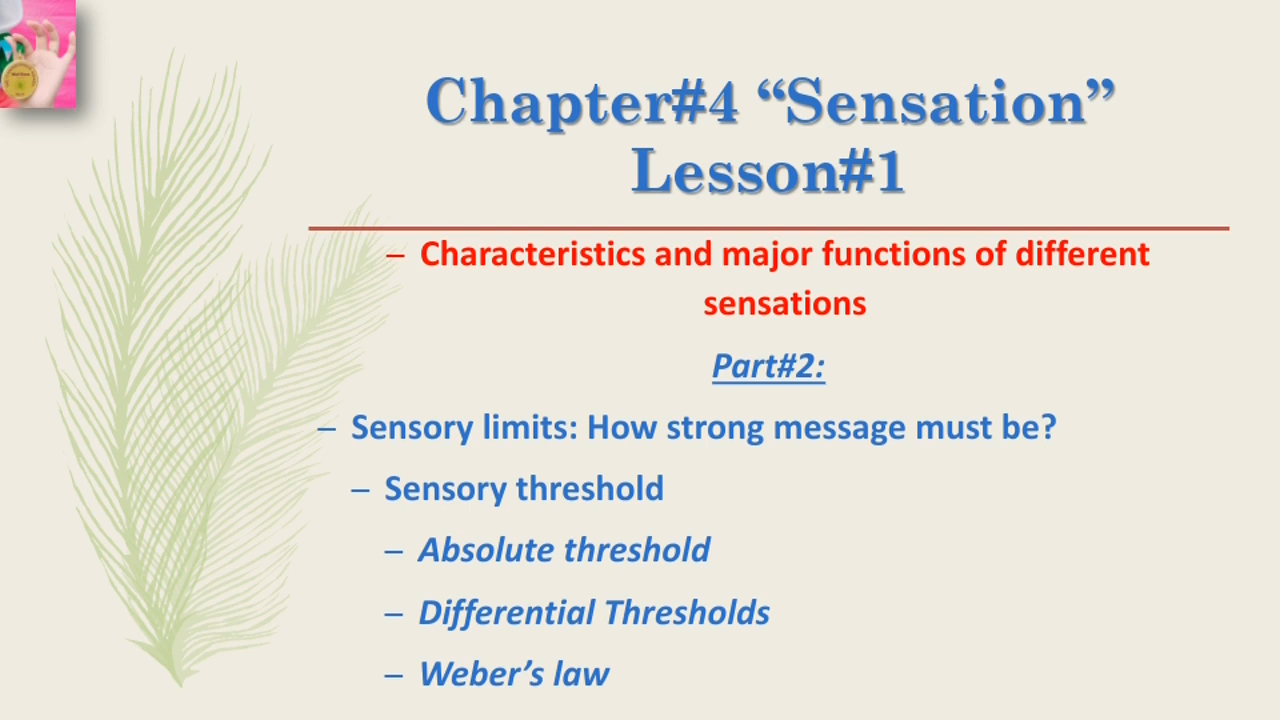 Chapter#4 “Sensation”
Lesson#1
– Characteristics and major functions of different
sensations
Part#2:
– Sensory limits: How strong message must be?
– Sensory threshold
– Absolute threshold
– Differential Thresholds
– Weber’s law